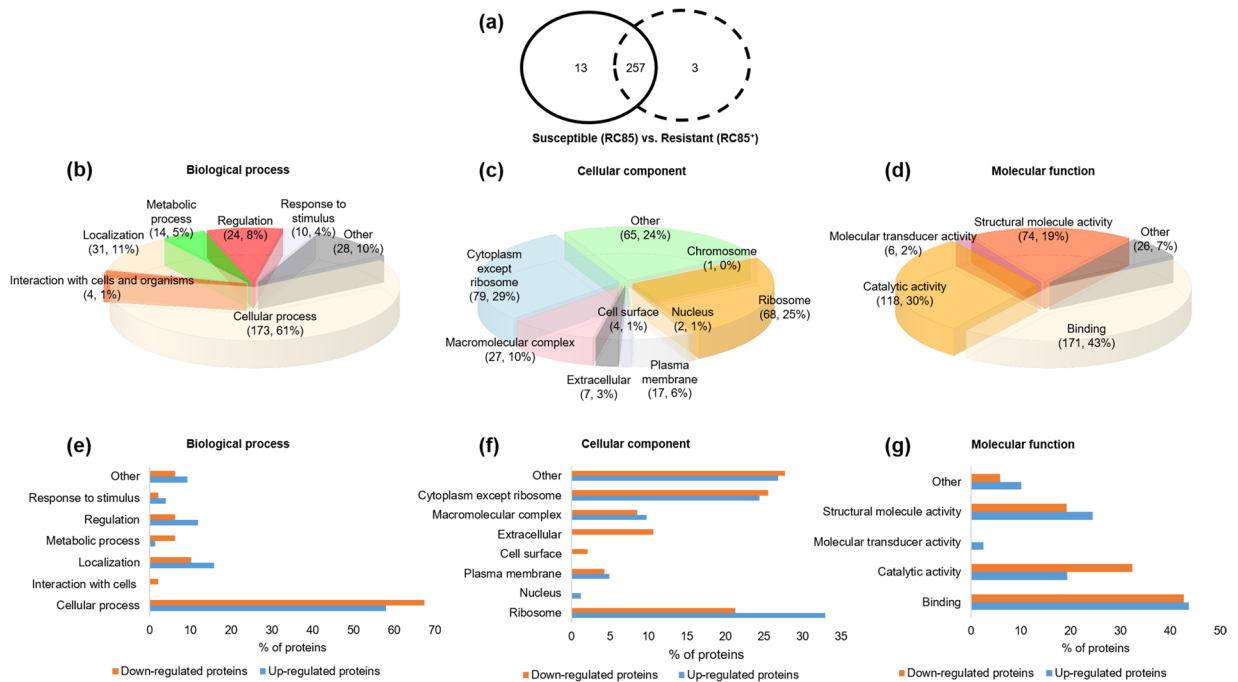 (a)
13
257
3
Susceptible (RC85) vs. Resistant (RC85⁺)
(b)
Biological process
Metabolic
process
(14, 5%)
Regulation
(24, 8%)
Response to
stimulus
(10, 4%)
Localization
(31, 11%)
Other
(28, 10%)
Interaction with cells and organisms
(4, 1%)
Cellular process
(173, 61%)
(c)
Cellular component
Other
(65, 24%)
Chromosome
(1, 0%)
Cytoplasm
except
ribosome
(79, 29%)
Ribosome
(68, 25%)
Cell surface
(4, 1%)
Nucleus
(2, 1%)
Macromolecular complex
(27, 10%)
Extracellular
(7, 3%)
Plasma
membrane
(17, 6%)
(d)
Molecular function
Structural molecule activity
(74, 19%)
Molecular transducer activity
(6, 2%)
Other
(26, 7%)
Catalytic activity
(118, 30%)
Binding
(171, 43%)
(e)
Biological process
Other
Response to stimulus
Regulation
Metabolic process
Localization
Interaction with cells
Cellular process
0 10 20 30 40 50 60 70
% of proteins
Down-regulated proteins Up-regulated proteins
(f)
Cellular component
Other
Cytoplasm except ribosome
Macromolecular complex
Extracellular
Cell surface
Plasma membrane
Nucleus
Ribosome
0 5 10 15 20 25 30 35
% of proteins
Down-regulated proteins Up-regulated proteins
(g)
Molecular function
Other
Structural molecule activity
Molecular transducer activity
Catalytic activity
Binding
0 10 20 30 40 50
% of proteins
Down-regulated proteins Up-regulated proteins